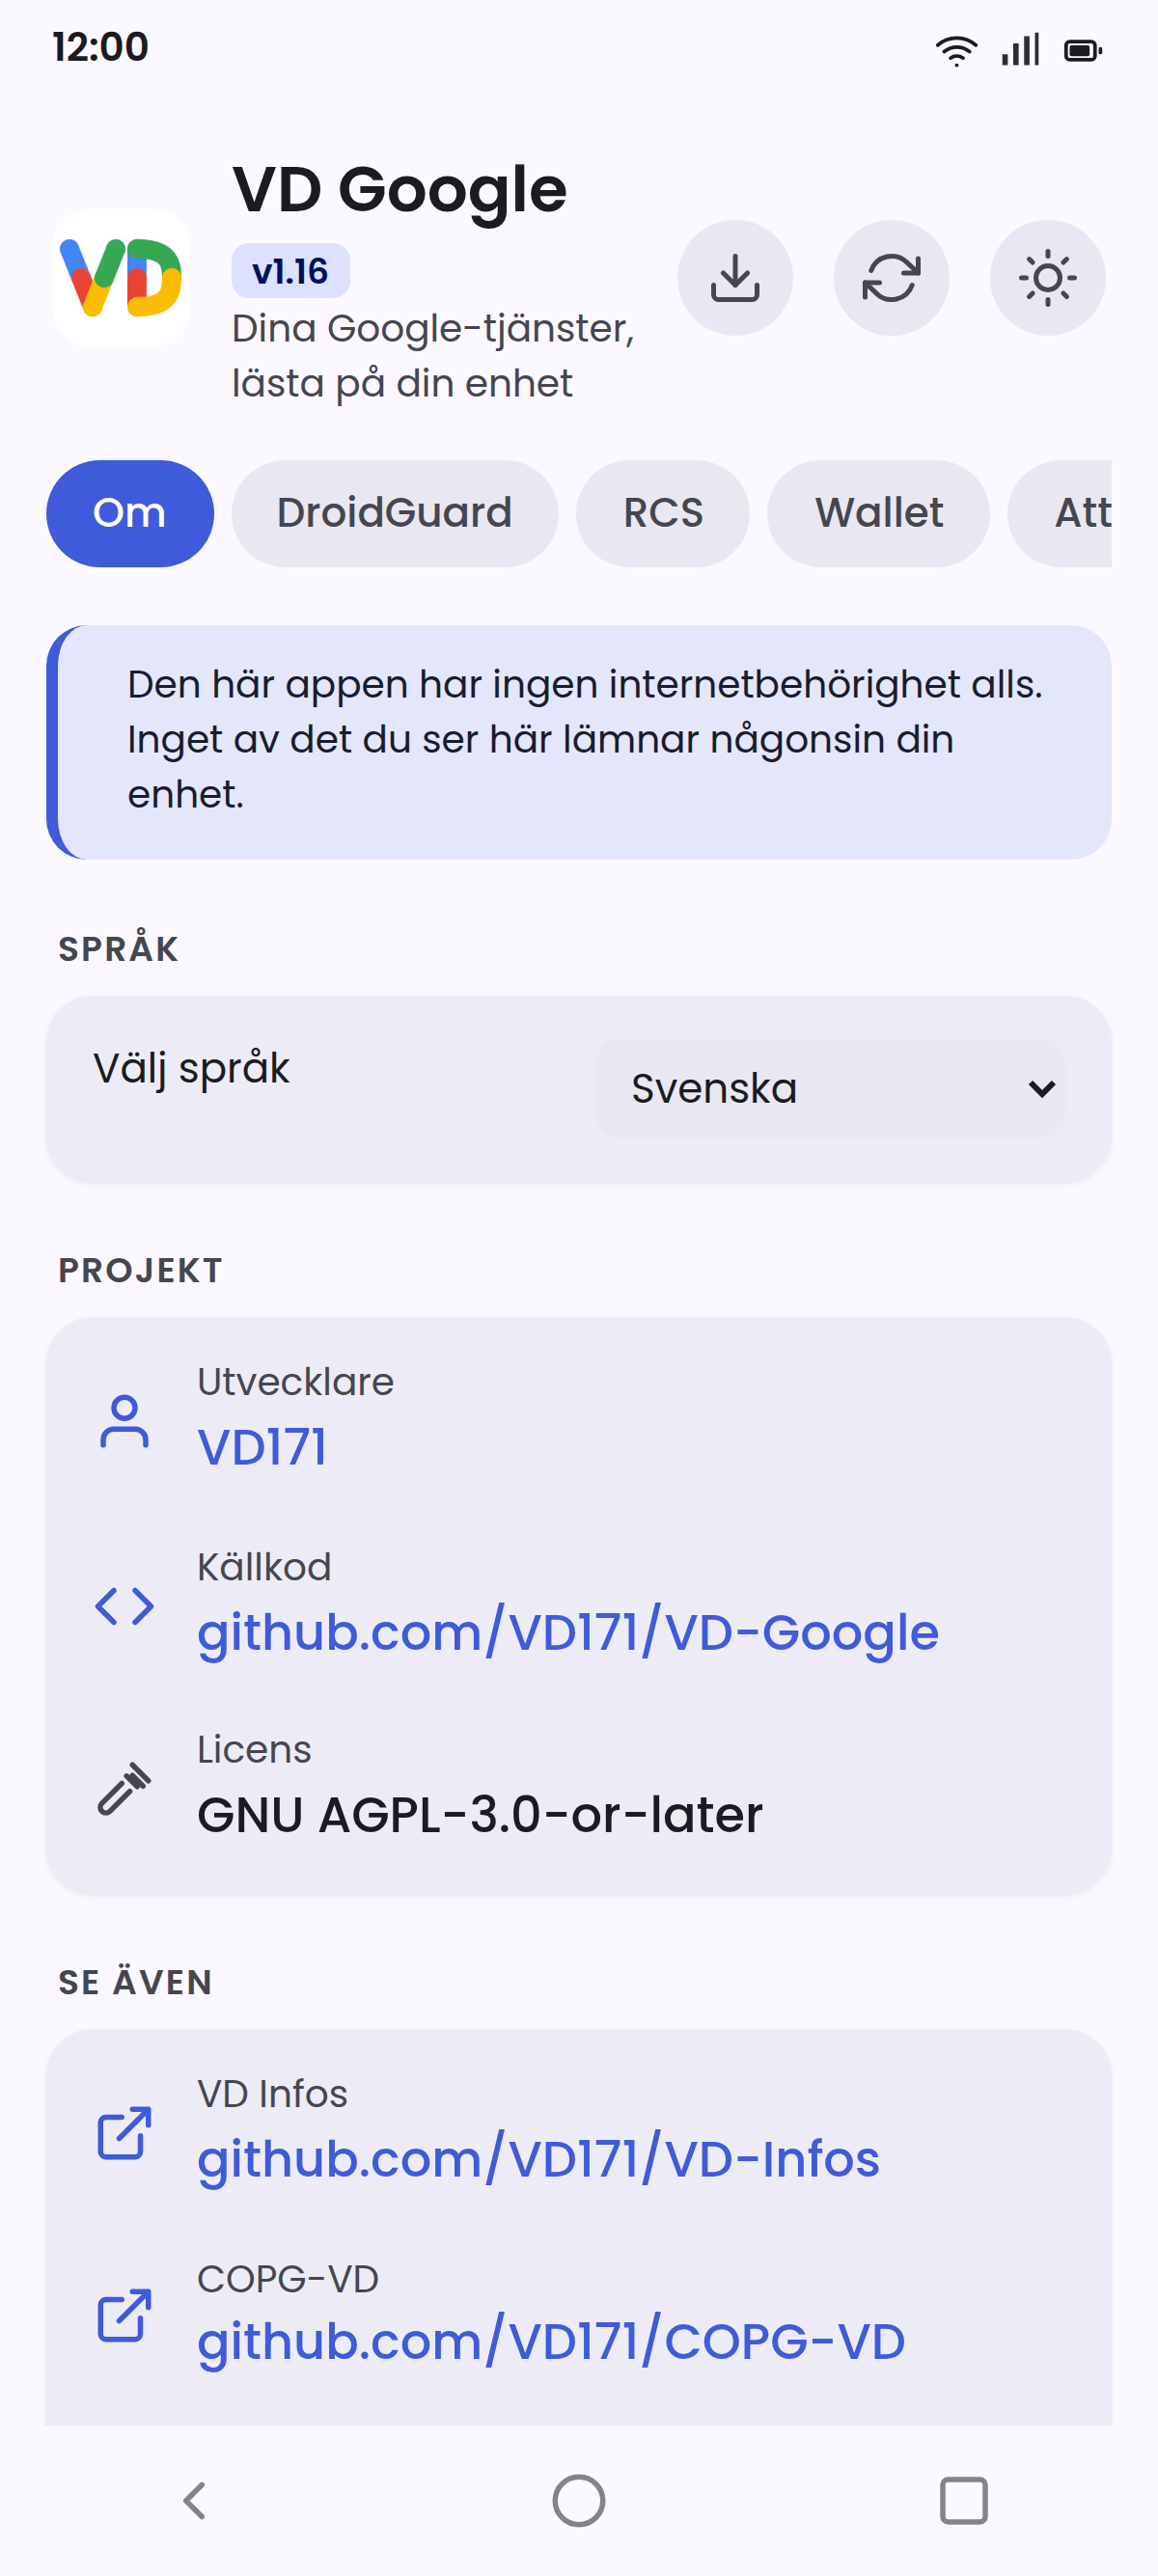 12:00
VD
VD Google
v1.16
Dina Google-tjänster,
lästa på din enhet
Om
DroidGuard
RCS
Wallet
Att
Den här appen har ingen internetbehörighet alls.
Inget av det du ser här lämnar någonsin din
enhet.
SPRÅK
Välj språk
Svenska
PROJEKT
Utvecklare
VD171
Källkod
github.com/VD171/VD-Google
Licens
GNU AGPL-3.0-or-later
SE ÄVEN
VD Infos
github.com/VD171/VD-Infos
COPG-VD
github.com/VD171/COPG-VD